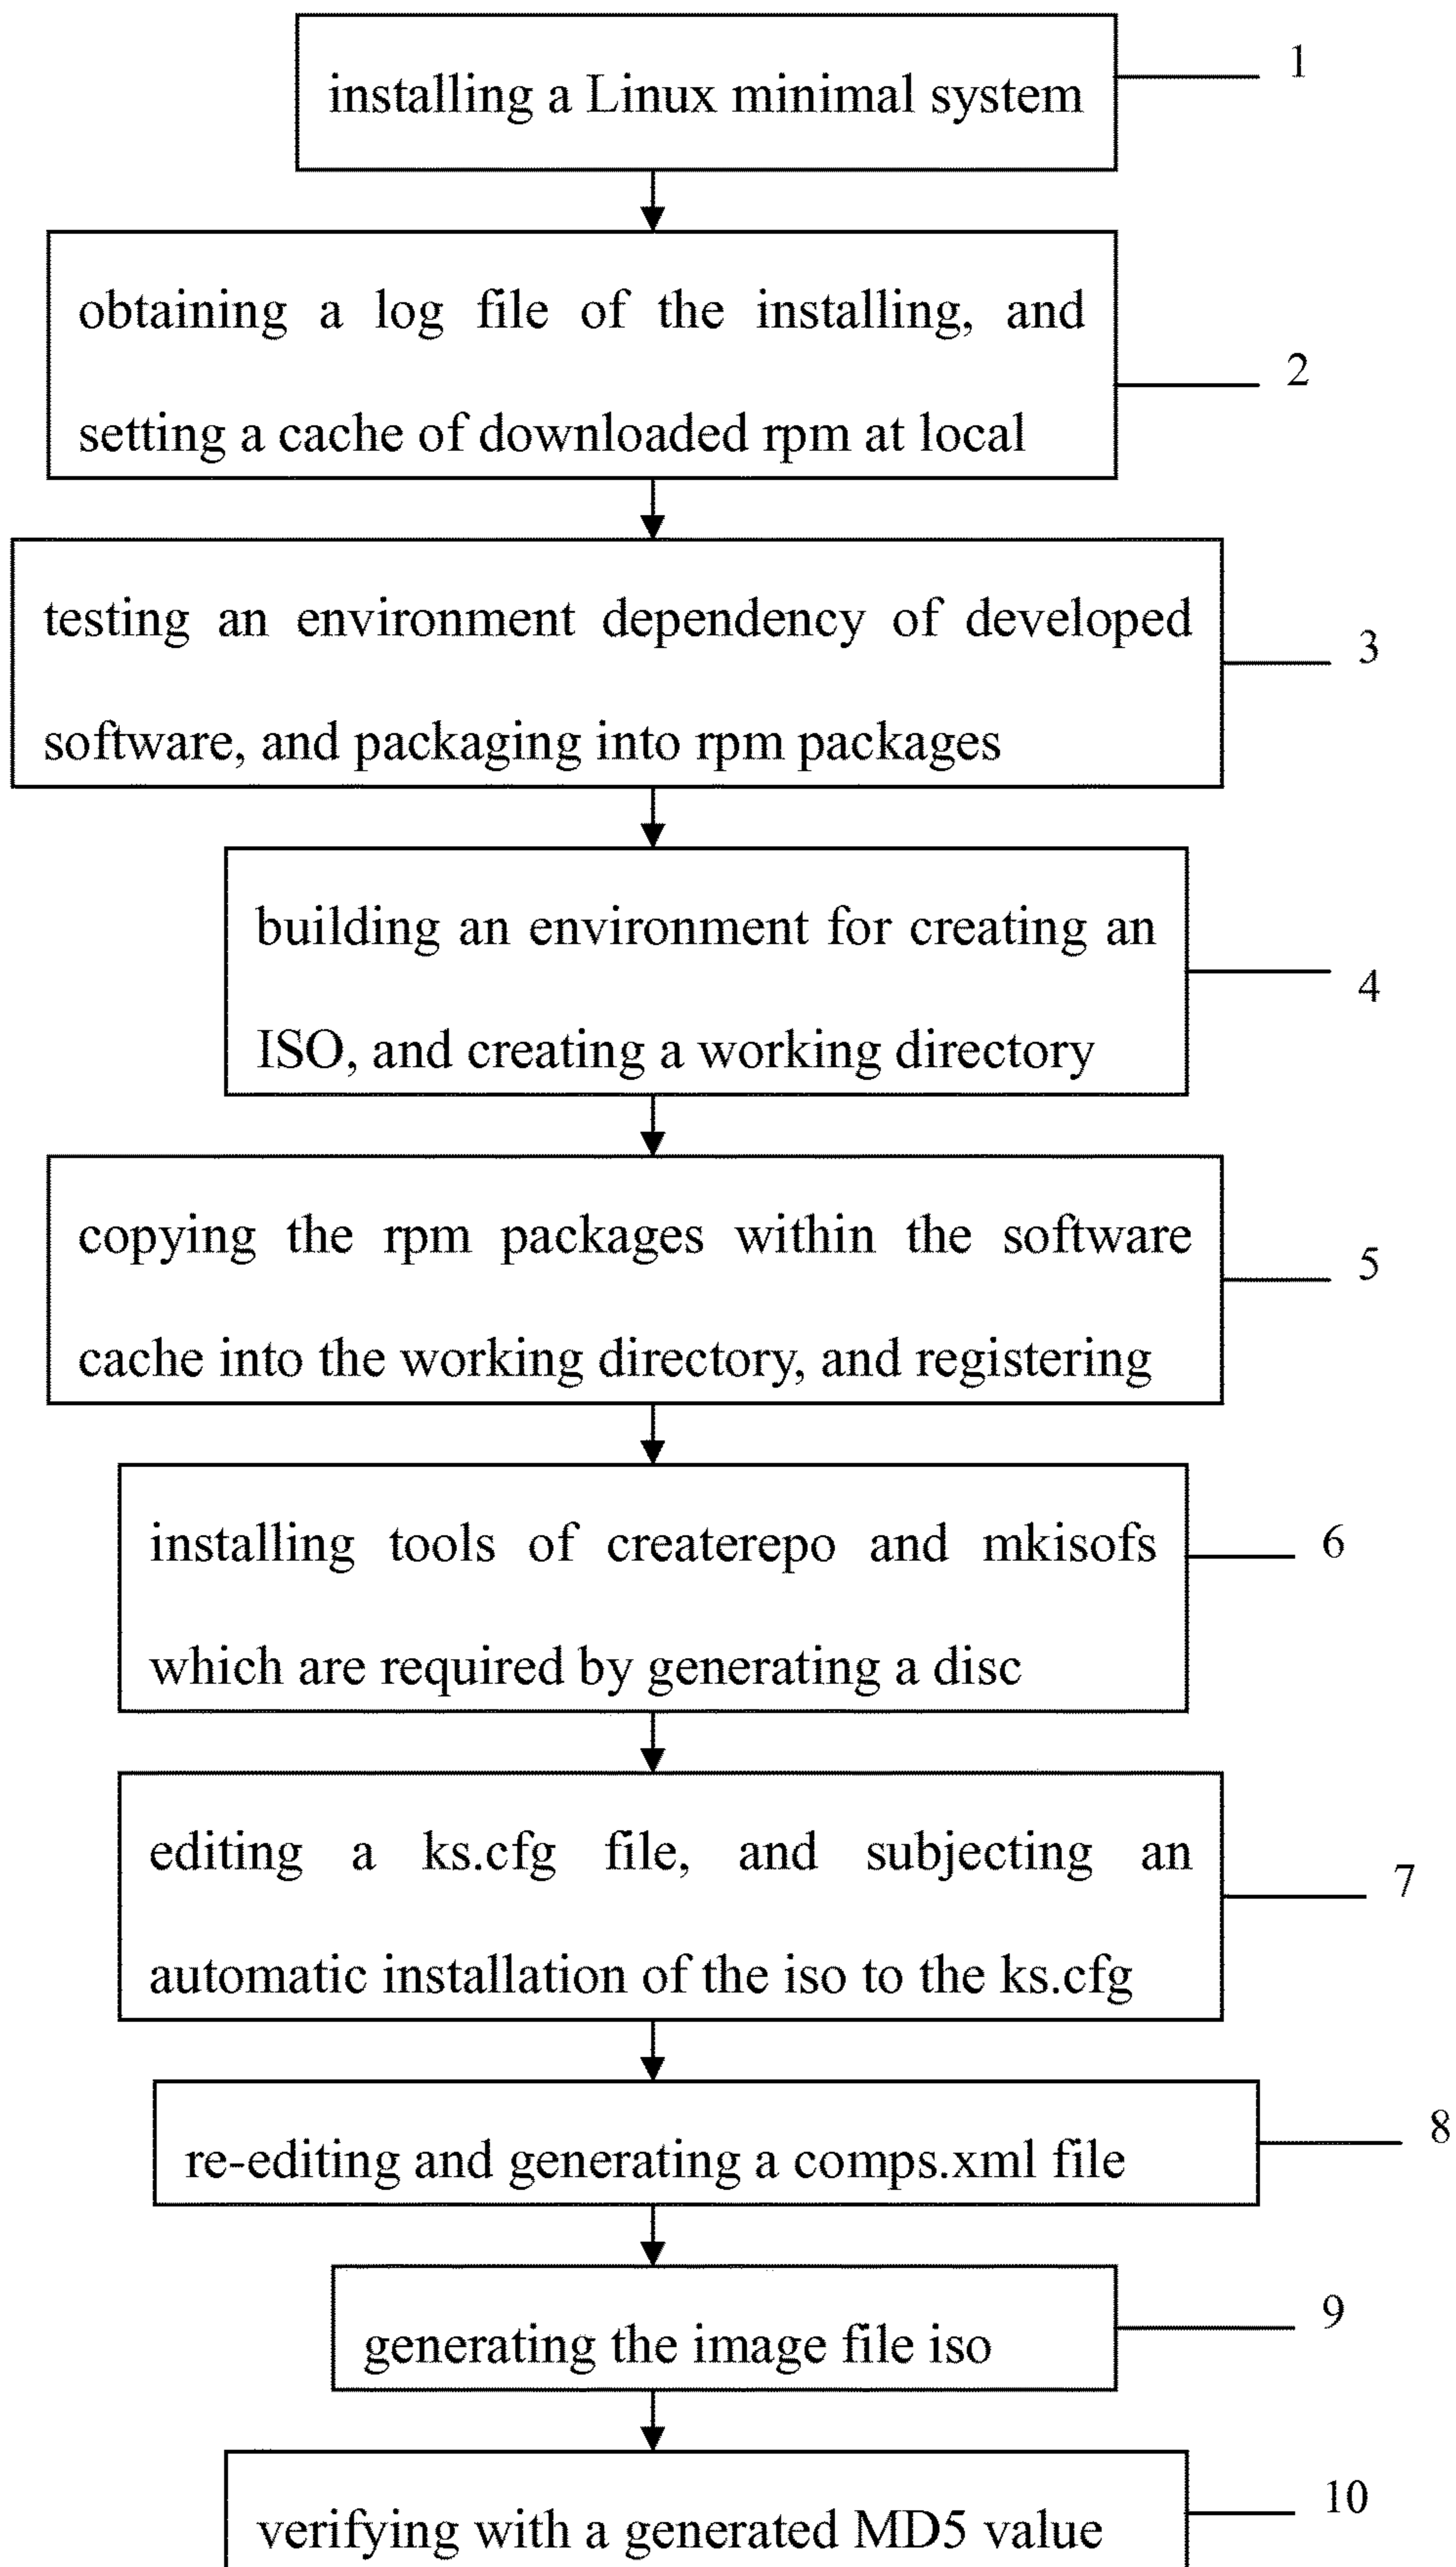 installing a Linux minimal system
1
obtaining a log file of the installing, and
setting a cache of downloaded rpm at local
2
testing an environment dependency of developed
software, and packaging into rpm packages
3
building an environment for creating an
ISO, and creating a working directory
4
copying the rpm packages within the software
cache into the working directory, and registering
5
installing tools of createrepo and mkisofs
which are required by generating a disc
6
editing a ks.cfg file, and subjecting an
automatic installation of the iso to the ks.cfg
7
re-editing and generating a comps.xml file
8
generating the image file iso
9
verifying with a generated MD5 value
10